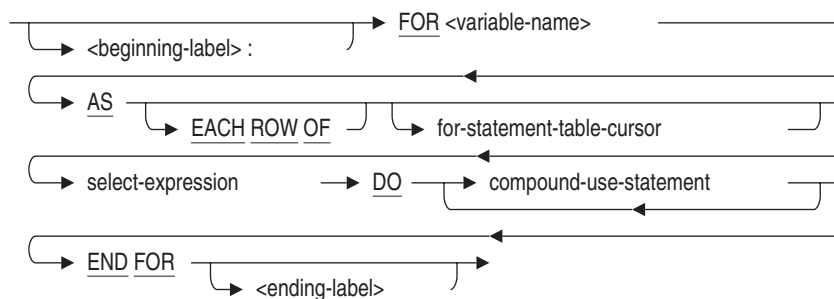 FOR <variable-name>
<beginning-label> :
AS
EACH ROW OF
for-statement-table-cursor
select-expression DO compound-use-statement
END FOR
<ending-label>